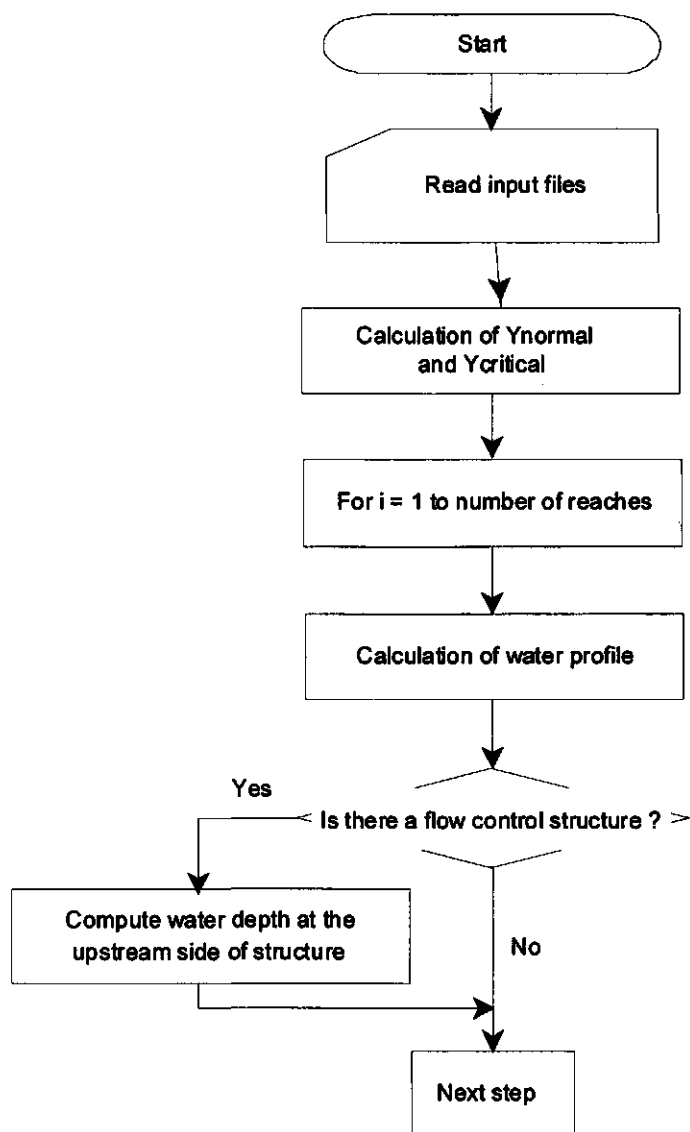 Start
Read input files
Calculation of Ynormal
and Ycritical
For i = 1 to number of reaches
Calculation of water profile
Yes
Is there a flow control structure ?
Compute water depth at the
upstream side of structure
No
Next step